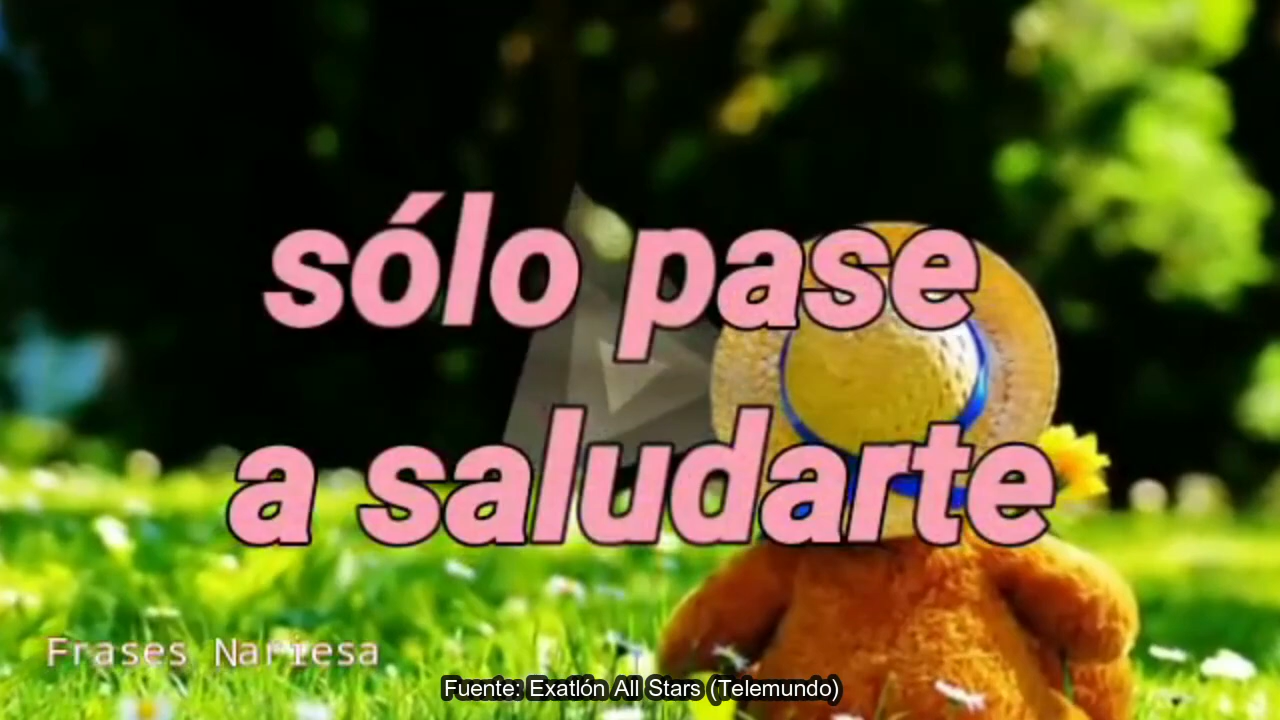 sólo pase
a saludarte
Frases Nariesa
Fuente: Exatlón All Stars (Telemundo)